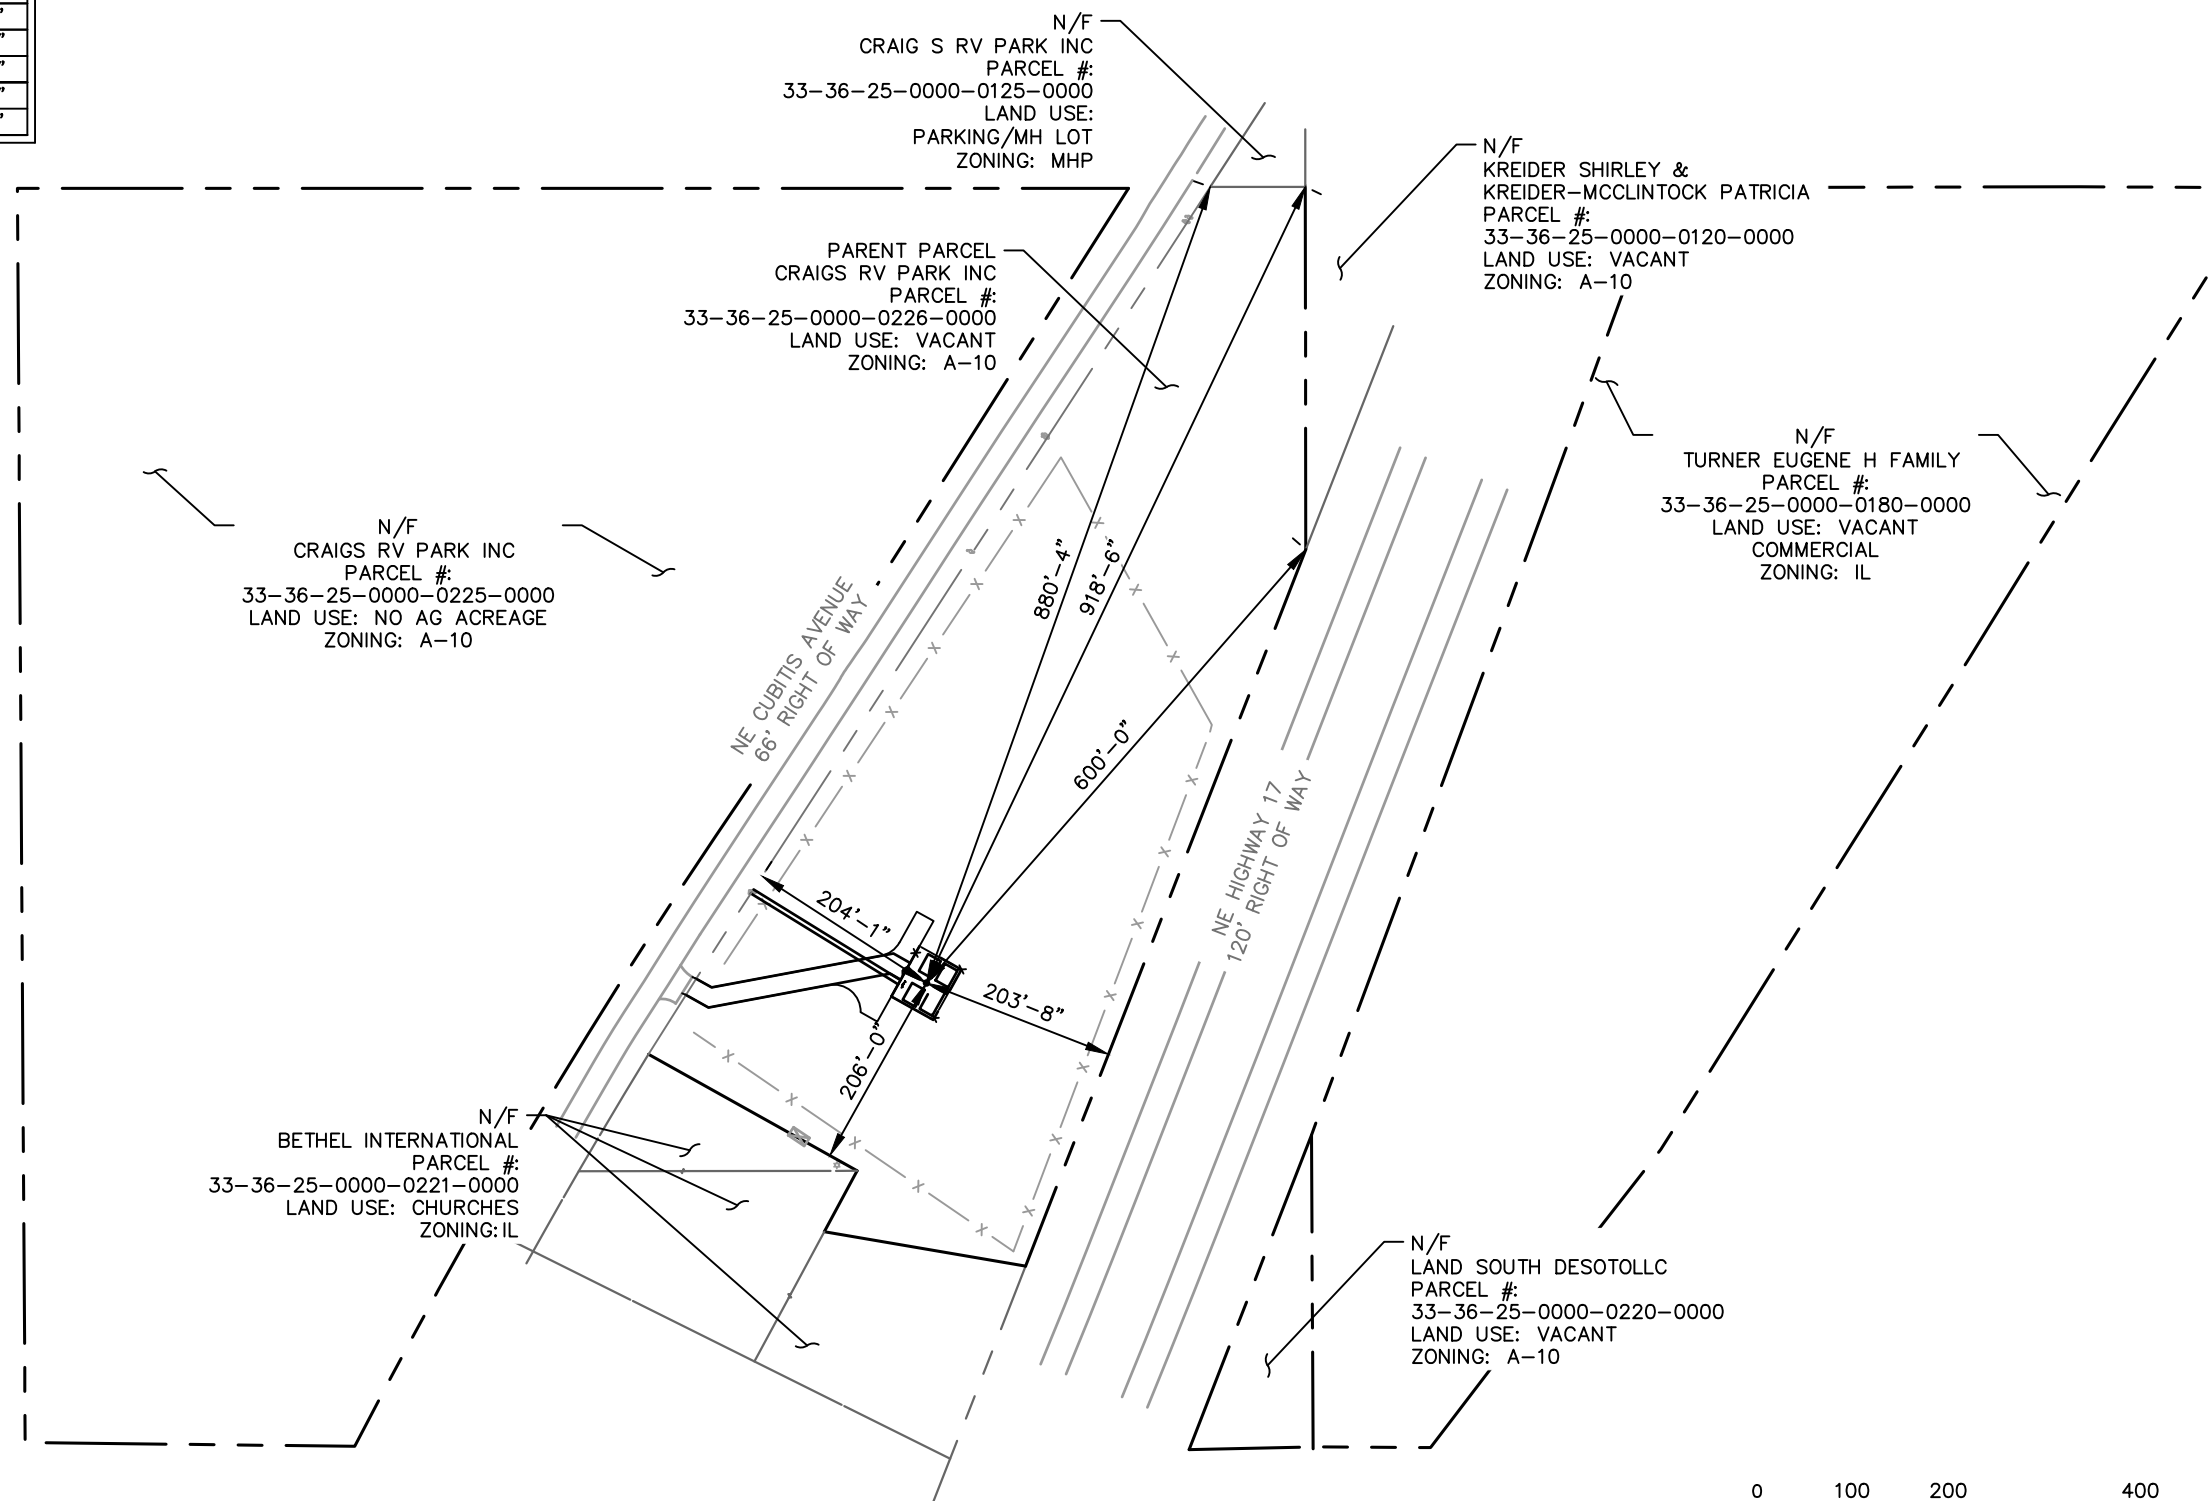 N/F
CRAIG S RV PARK INC
PARCEL #:
33-36-25-0000-0125-0000
LAND USE:
PARKING/MH LOT
ZONING: MHP
N/F
KREIDER SHIRLEY &
KREIDER-MCCLINTOCK PATRICIA
PARCEL #:
33-36-25-0000-0120-0000
LAND USE: VACANT
ZONING: A-10
PARENT PARCEL
CRAIGS RV PARK INC
PARCEL #:
33-36-25-0000-0226-0000
LAND USE: VACANT
ZONING: A-10
N/F
TURNER EUGENE H FAMILY
PARCEL #:
33-36-25-0000-0180-0000
LAND USE: VACANT
COMMERCIAL
ZONING: IL
N/F
CRAIGS RV PARK INC
PARCEL #:
33-36-25-0000-0225-0000
LAND USE: NO AG ACREAGE
ZONING: A-10
880'-4"
918'-6"
600'-0"
NE CUBITIS AVENUE
66' RIGHT OF WAY
NE HIGHWAY 17
120' RIGHT OF WAY
204'-1"
203'-8"
206'-0"
N/F
BETHEL INTERNATIONAL
PARCEL #:
33-36-25-0000-0221-0000
LAND USE: CHURCHES
ZONING: IL
N/F
LAND SOUTH DESOTOLLC
PARCEL #:
33-36-25-0000-0220-0000
LAND USE: VACANT
ZONING: A-10
0 100 200 400